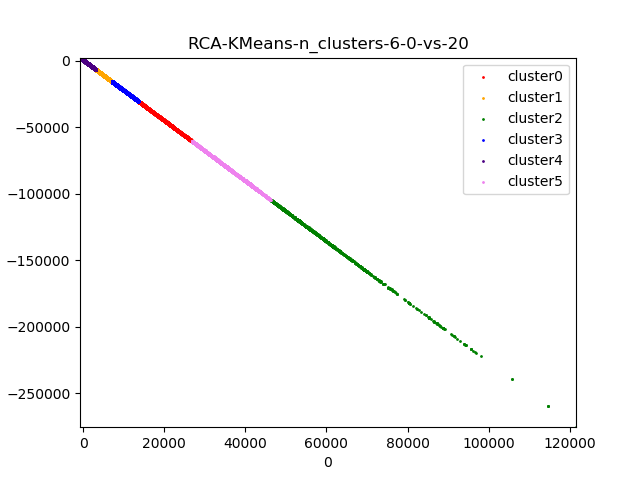 RCA-KMeans-n_clusters-6-0-vs-20
0
−50000
−100000
−150000
−200000
−250000
cluster0
cluster1
cluster2
cluster3
cluster4
cluster5
0 20000 40000 60000 80000 100000 120000
0